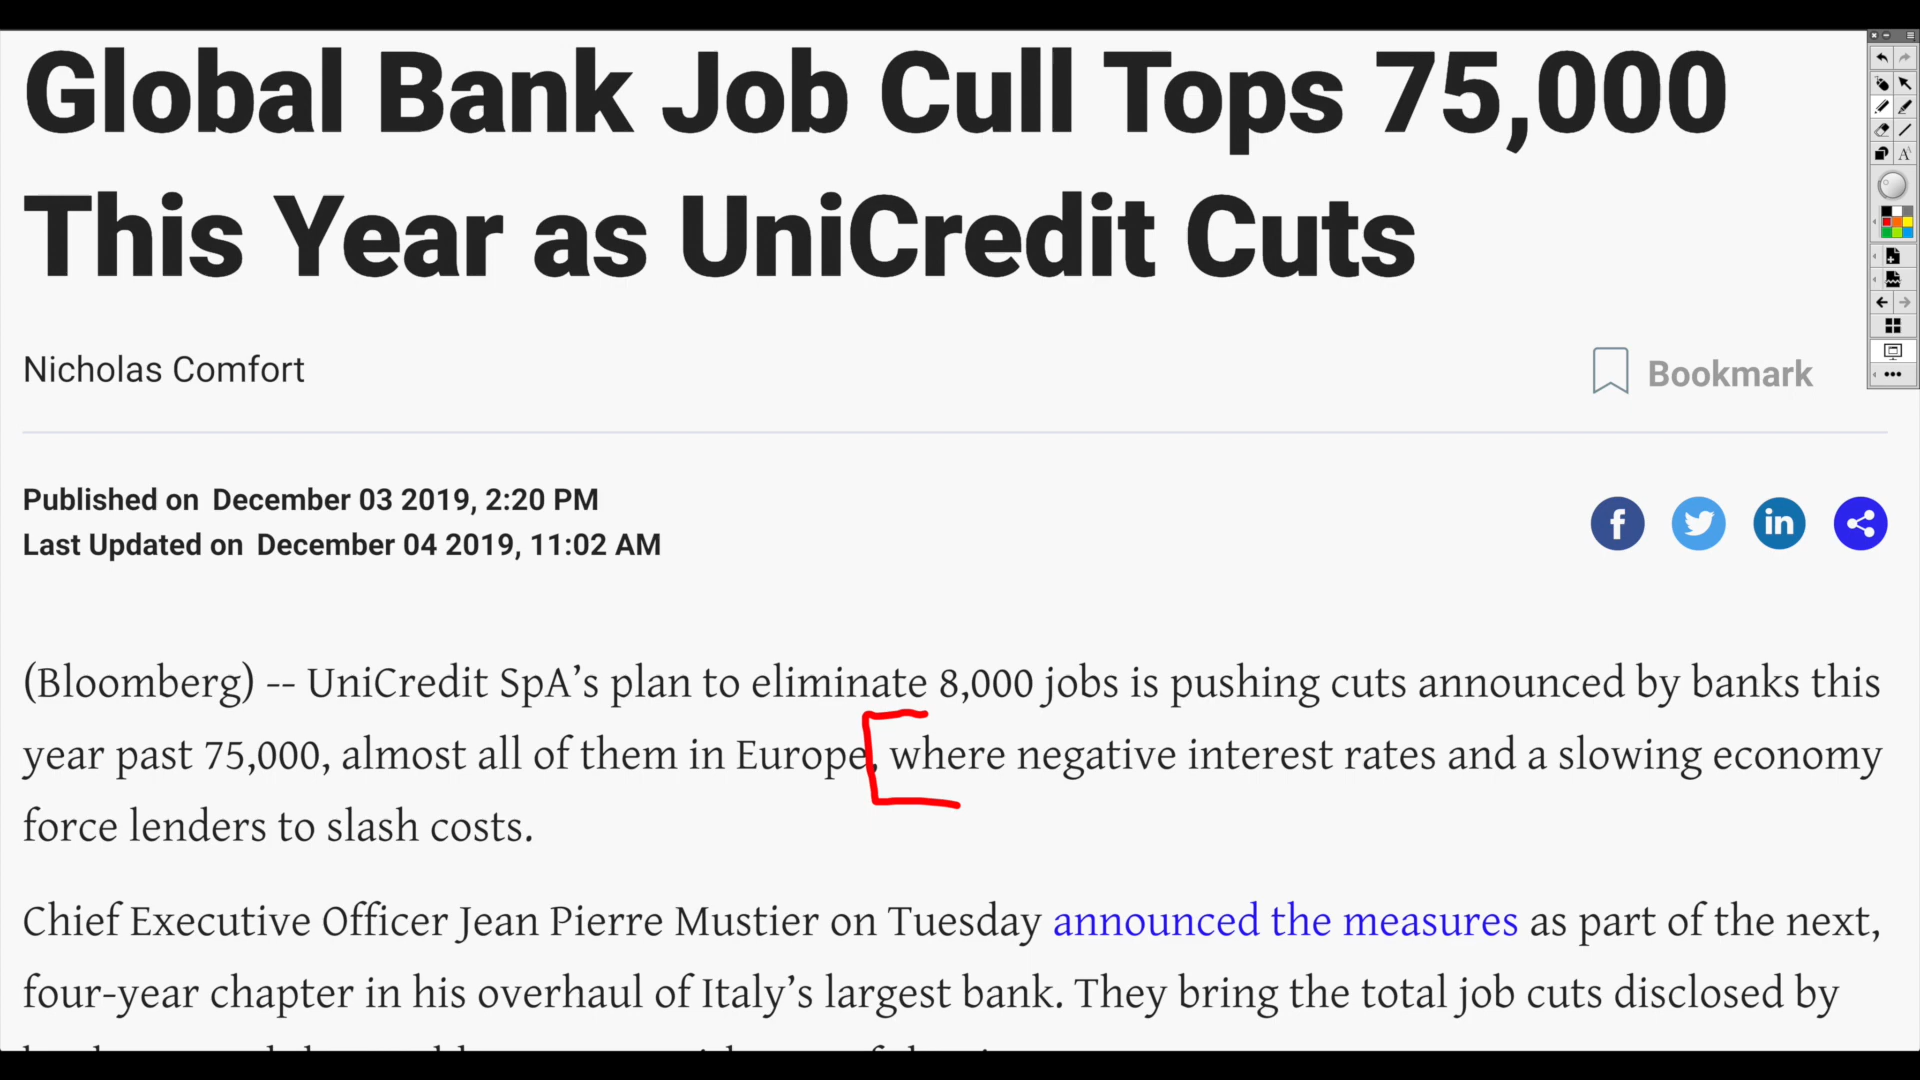 Global Bank Job Cull Tops 75,000
This Year as UniCredit Cuts
Nicholas Comfort
Bookmark
Published on December 03 2019, 2:20 PM
Last Updated on December 04 2019, 11:02 AM
(Bloomberg) -- UniCredit SpA’s plan to eliminate 8,000 jobs is pushing cuts announced by banks this
year past 75,000, almost all of them in Europe, where negative interest rates and a slowing economy
force lenders to slash costs.
Chief Executive Officer Jean Pierre Mustier on Tuesday announced the measures as part of the next,
four-year chapter in his overhaul of Italy’s largest bank. They bring the total job cuts disclosed by